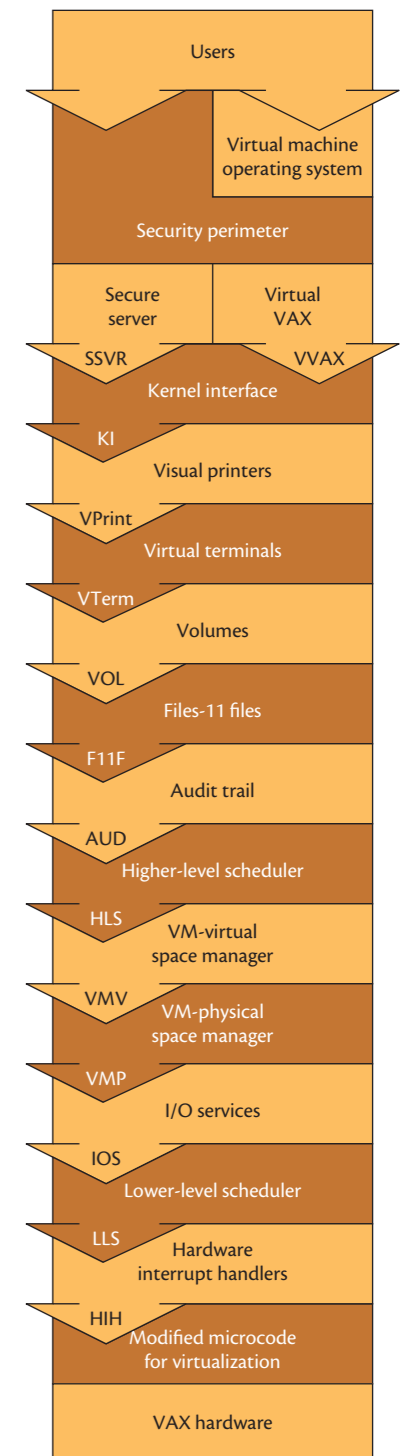 Users
Virtual machine
operating system
Security perimeter
Secure
server
Virtual
VAX
SSVR
VVAX
Kernel interface
KI
Visual printers
VPrint
Virtual terminals
VTerm
Volumes
VOL
Files-11 files
F11F
Audit trail
AUD
Higher-level scheduler
HLS
VM-virtual
space manager
VMV
VM-physical
space manager
VMP
I/O services
IOS
Lower-level scheduler
LLS
Hardware
interrupt handlers
HIH
Modified microcode
for virtualization
VAX hardware